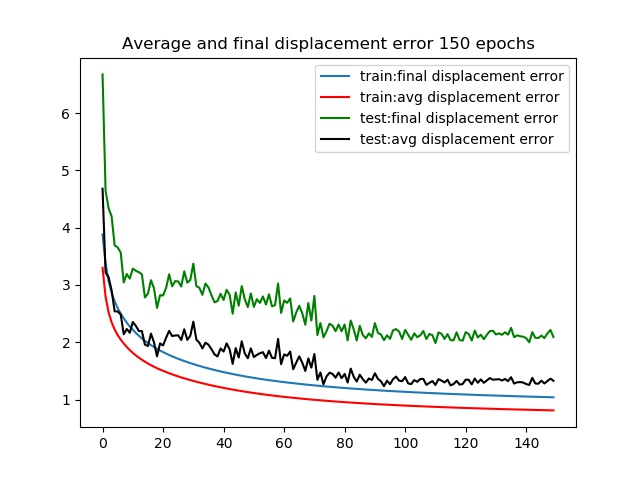 Average and final displacement error 150 epochs
train:final displacement error
train:avg displacement error
test:final displacement error
test:avg displacement error
6
5
4
3
2
1
0 20 40 60 80 100 120 140